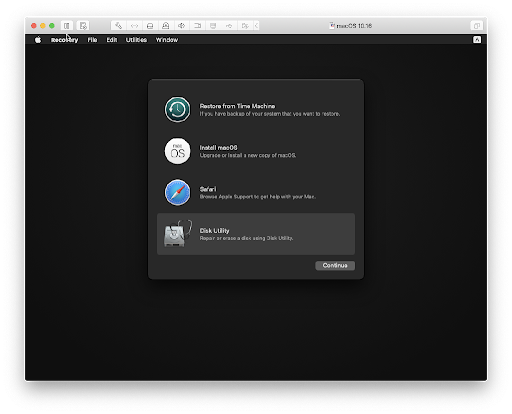 macOS 10.16
Recovery File Edit Utilities Window A
Restore from Time Machine
If you have backup of your system that you want to restore.
mac
OS
Install macOS
Upgrade or install a new copy of macOS.
Safari
Browse Apple Support to get help with your Mac.
Disk Utility
Repair or erase a disk using Disk Utility.
Continue